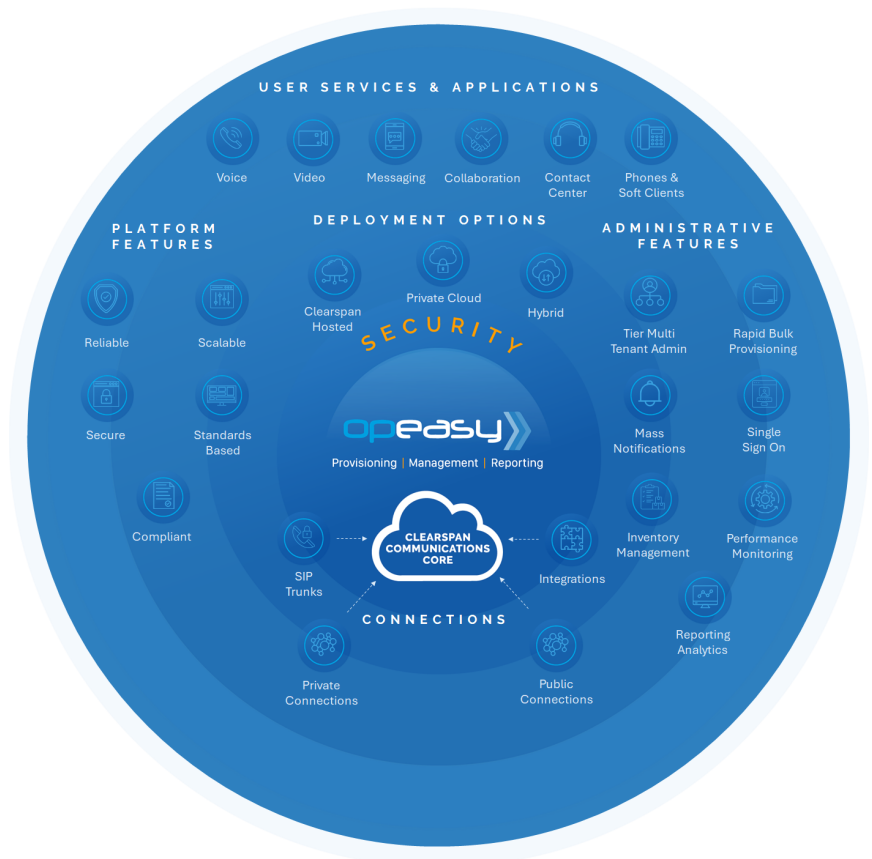 USER SERVICES & APPLICATIONS
Voice
Video
Messaging
Collaboration
Contact
Center
Phones &
Soft Clients
PLATFORM
FEATURES
Reliable
Scalable
Secure
Standards
Based
Compliant
DEPLOYMENT OPTIONS
Clearspan
Hosted
Private Cloud
Hybrid
ADMINISTRATIVE
FEATURES
Tier Multi
Tenant Admin
Rapid Bulk
Provisioning
Mass
Notifications
Single
Sign On
Inventory
Management
Performance
Monitoring
Reporting
Analytics
SECURITY
opeasy
Provisioning | Management | Reporting
CLEARSPAN
COMMUNICATIONS
CORE
SIP
Trunks
Integrations
CONNECTIONS
Private
Connections
Public
Connections